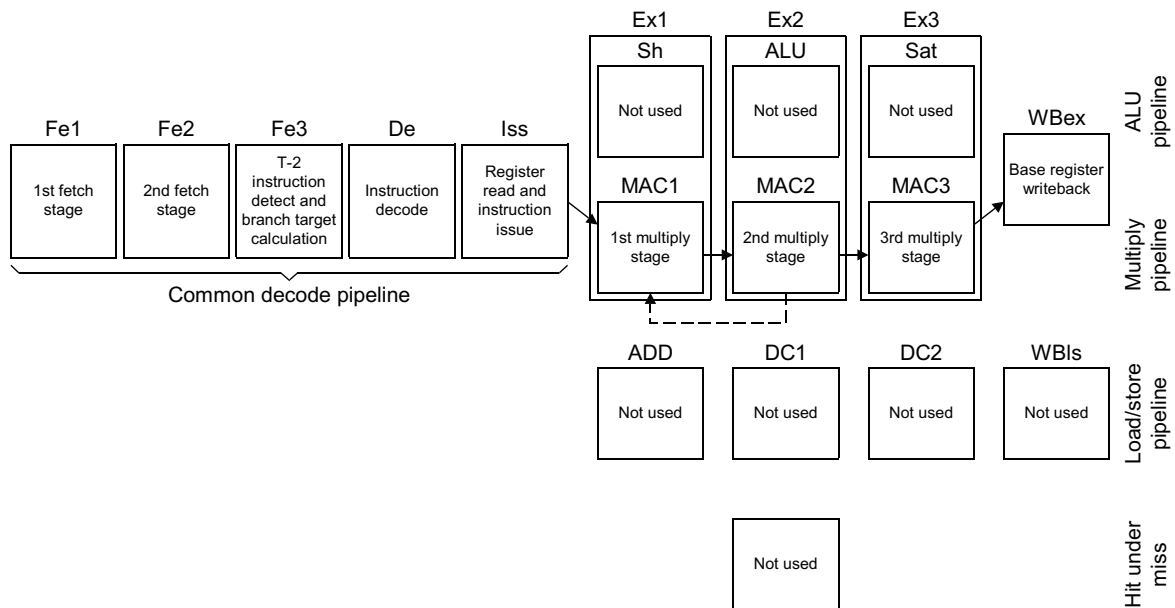 Ex1
Ex2
Ex3
Sh
ALU
Sat
Not used
Not used
Not used
ALU
pipeline
Fe1
Fe2
Fe3
De
Iss
WBex
1st fetch
stage
2nd fetch
stage
T-2
instruction
detect and
branch target
calculation
Instruction
decode
Register
read and
instruction
issue
Base register
writeback
MAC1
MAC2
MAC3
1st multiply
stage
2nd multiply
stage
3rd multiply
stage
Multiply
pipeline
Common decode pipeline
ADD
DC1
DC2
WBls
Not used
Not used
Not used
Not used
Load/store
pipeline
Not used
Hit under
miss